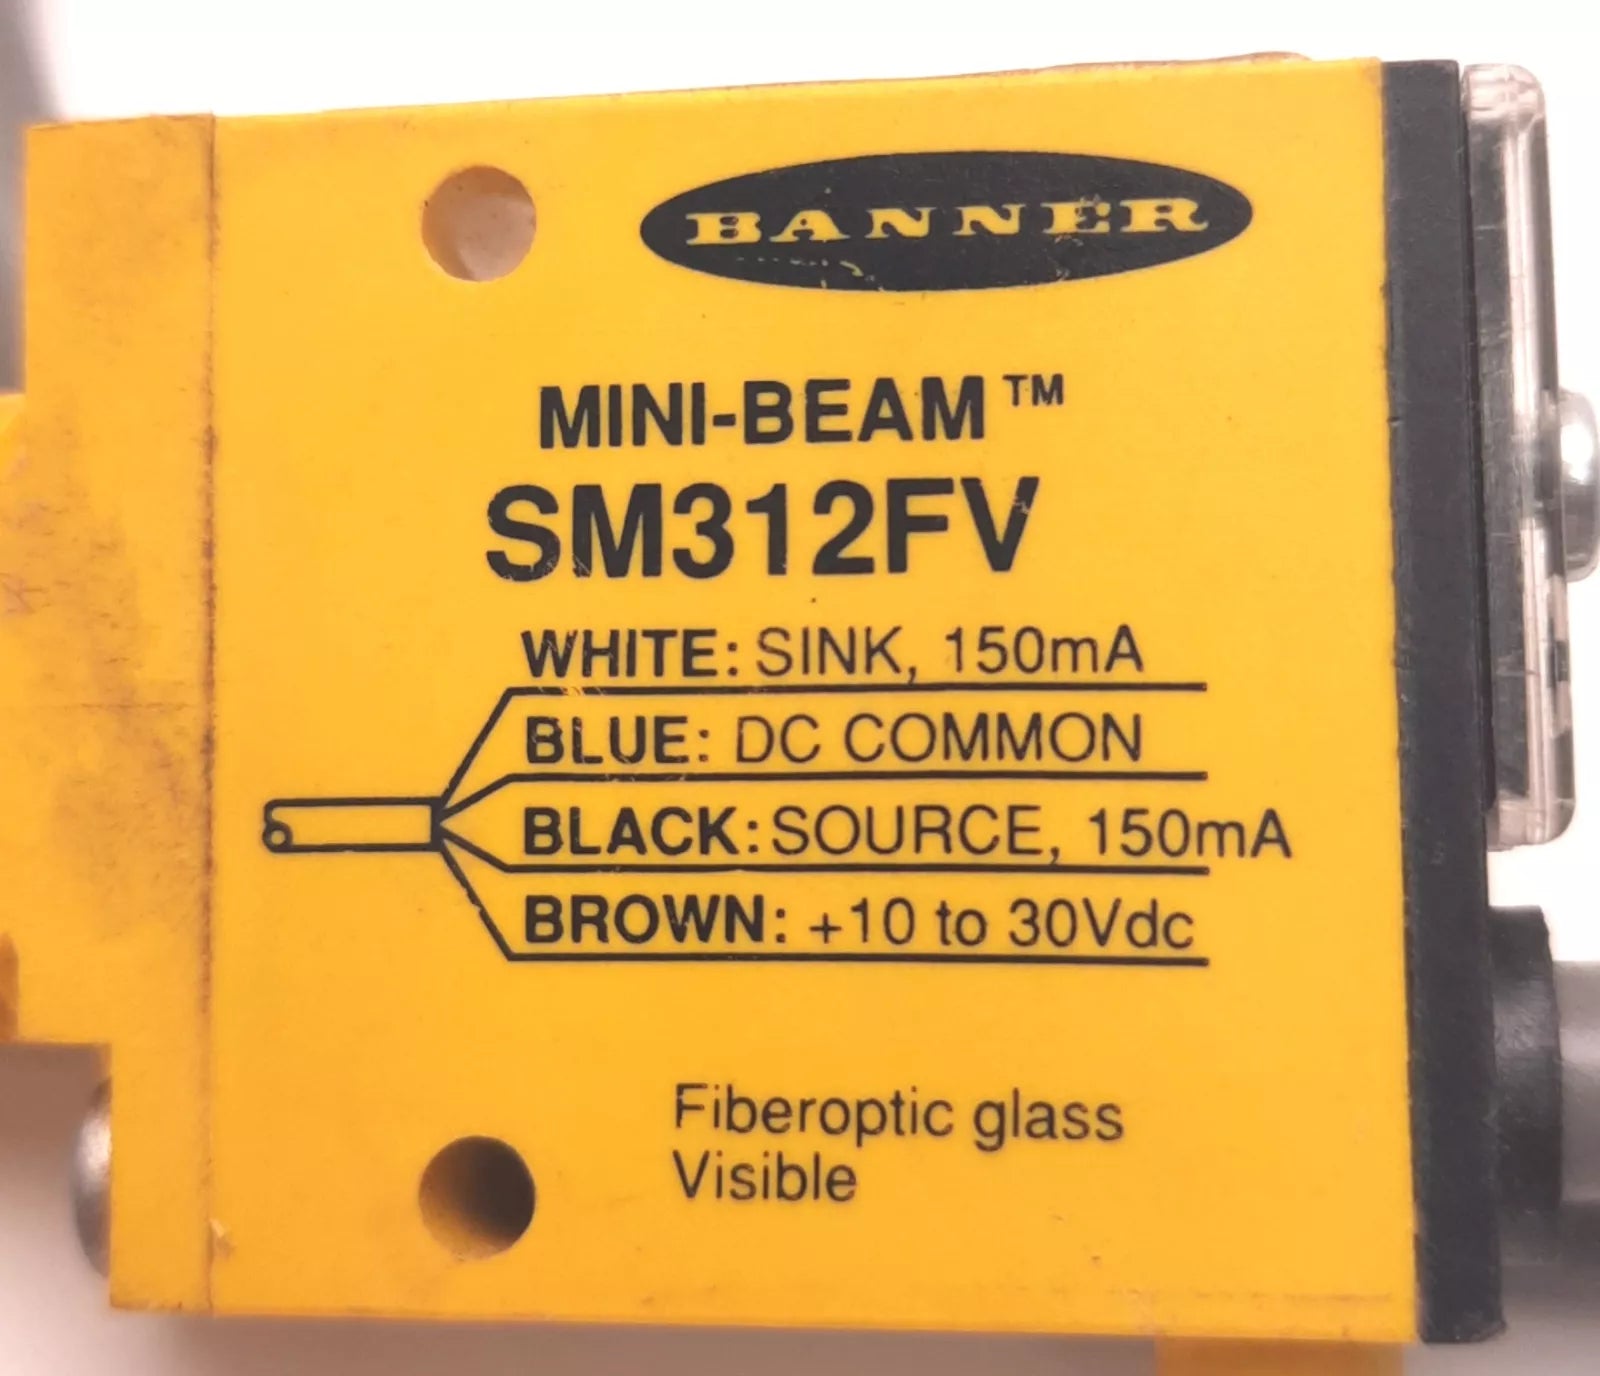 BANNER
MINI-BEAM™
SM312FV
WHITE: SINK, 150mA
BLUE: DC COMMON
BLACK: SOURCE, 150mA
BROWN: +10 to 30Vdc
Fiberoptic glass
Visible